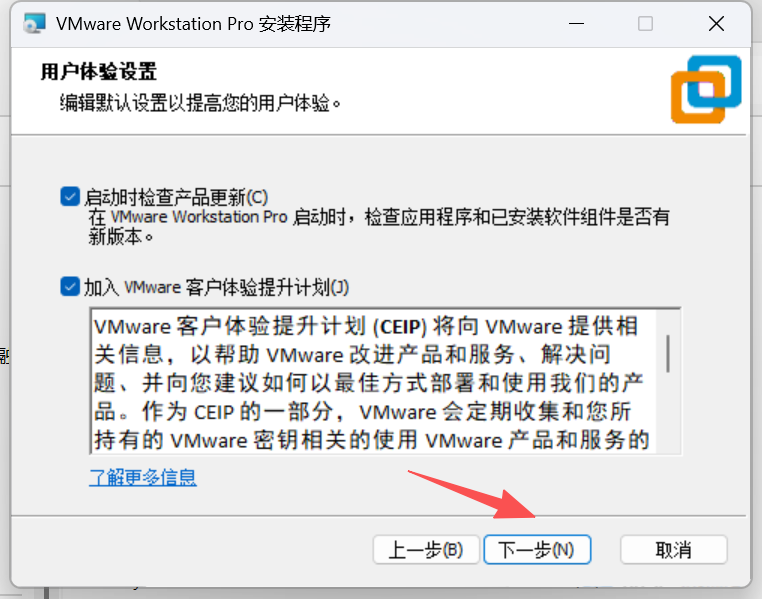 VMware Workstation Pro 安装程序
用户体验设置
编辑默认设置以提高您的用户体验。
启动时检查产品更新(C)
在 VMware Workstation Pro 启动时，检查应用程序和已安装软件组件是否有
新版本。
加入 VMware 客户体验提升计划(J)
VMware 客户体验提升计划 (CEIP) 将向 VMware 提供相
关信息，以帮助 VMware 改进产品和服务、解决问
题、并向您建议如何以最佳方式部署和使用我们的产
品。作为 CEIP 的一部分，VMware 会定期收集和您所
持有的 VMware 密钥相关的使用 VMware 产品和服务的
了解更多信息
上一步(B)
下一步(N)
取消